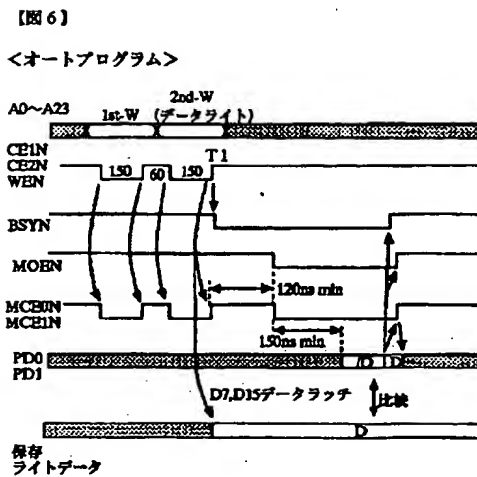 【図6】
<オートプログラム>
2nd-W
1st-W (データライト)
A0～A23
CE1N
CE2N
WEN
150 60 150
T1
BSYN
MOEN
120ns min
MCE0N
MCE1N
150ns min
PD0
PD1
/D D
D7,D15データラッチ
比較
D
保存
ライトデータ